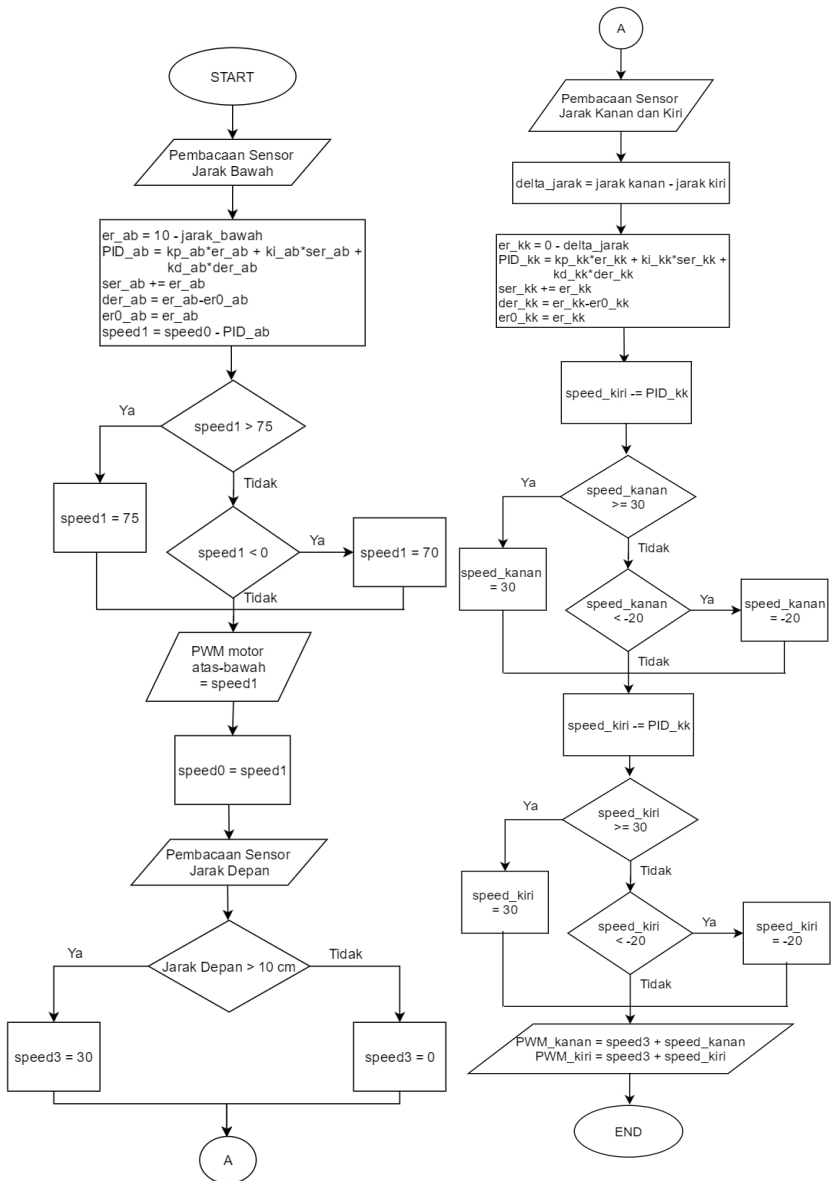 START
Pembacaan Sensor
Jarak Bawah
er_ab = 10 - jarak_bawah
PID_ab = kp_ab*er_ab + ki_ab*ser_ab +
kd_ab*der_ab
ser_ab += er_ab
der_ab = er_ab-er0_ab
er0_ab = er_ab
speed1 = speed0 - PID_ab
speed1 > 75
Ya
Tidak
speed1 = 75
speed1 < 0
Ya
speed1 = 70
Tidak
PWM motor
atas-bawah
= speed1
speed0 = speed1
Pembacaan Sensor
Jarak Depan
Jarak Depan > 10 cm
Ya
Tidak
speed3 = 30
speed3 = 0
A
A
Pembacaan Sensor
Jarak Kanan dan Kiri
delta_jarak = jarak kanan - jarak kiri
er_kk = 0 - delta_jarak
PID_kk = kp_kk*er_kk + ki_kk*ser_kk +
kd_kk*der_kk
ser_kk += er_kk
der_kk = er_kk-er0_kk
er0_kk = er_kk
speed_kiri -= PID_kk
speed_kanan
>= 30
Ya
Tidak
speed_kanan
= 30
speed_kanan
< -20
Ya
speed_kanan
= -20
Tidak
speed_kiri -= PID_kk
speed_kiri
>= 30
Ya
Tidak
speed_kiri
= 30
speed_kiri
< -20
Ya
speed_kiri
= -20
Tidak
PWM_kanan = speed3 + speed_kanan
PWM_kiri = speed3 + speed_kiri
END